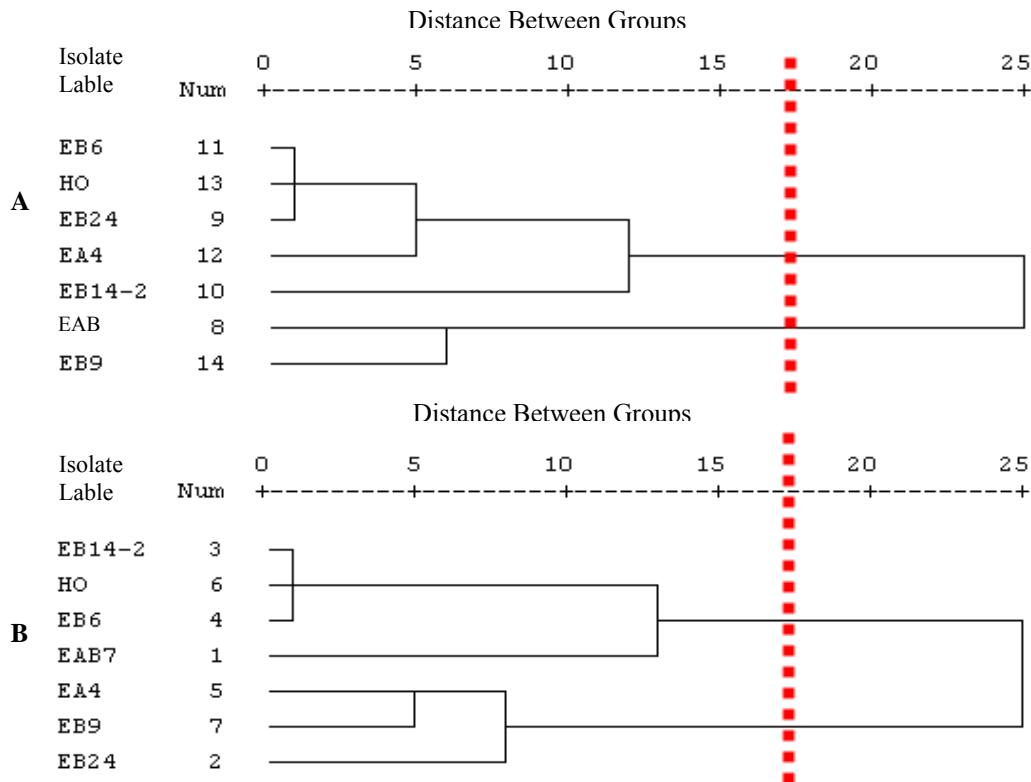 Distance Between Groups
Isolate
Lable
Num
0 5 10 15 20 25
A
EB6 11
HO 13
EB24 9
EA4 12
EB14-2 10
EAB 8
EB9 14
Distance Between Groups
Isolate
Lable
Num
0 5 10 15 20 25
B
EB14-2 3
HO 6
EB6 4
EAB7 1
EA4 5
EB9 7
EB24 2